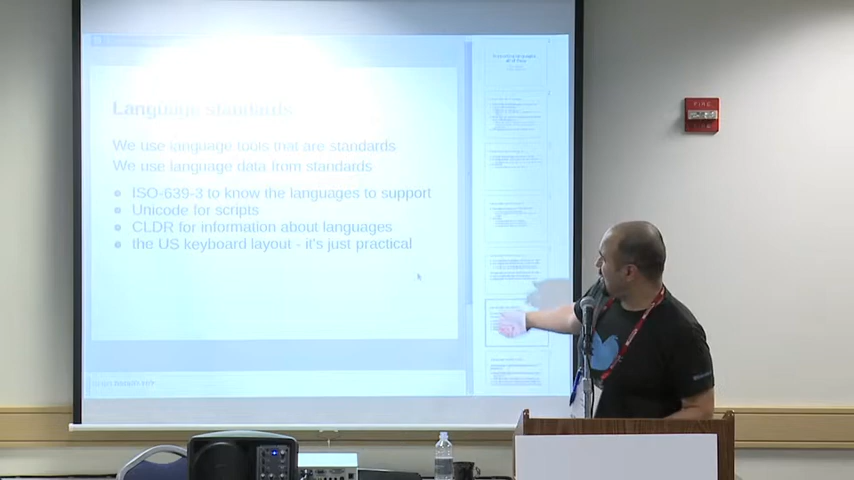 Language standards
We use language tools that are standards
We use language data from standards
ISO-639-3 to know the languages to support
Unicode for scripts
CLDR for information about languages
the US keyboard layout - it's just practical
FIRE